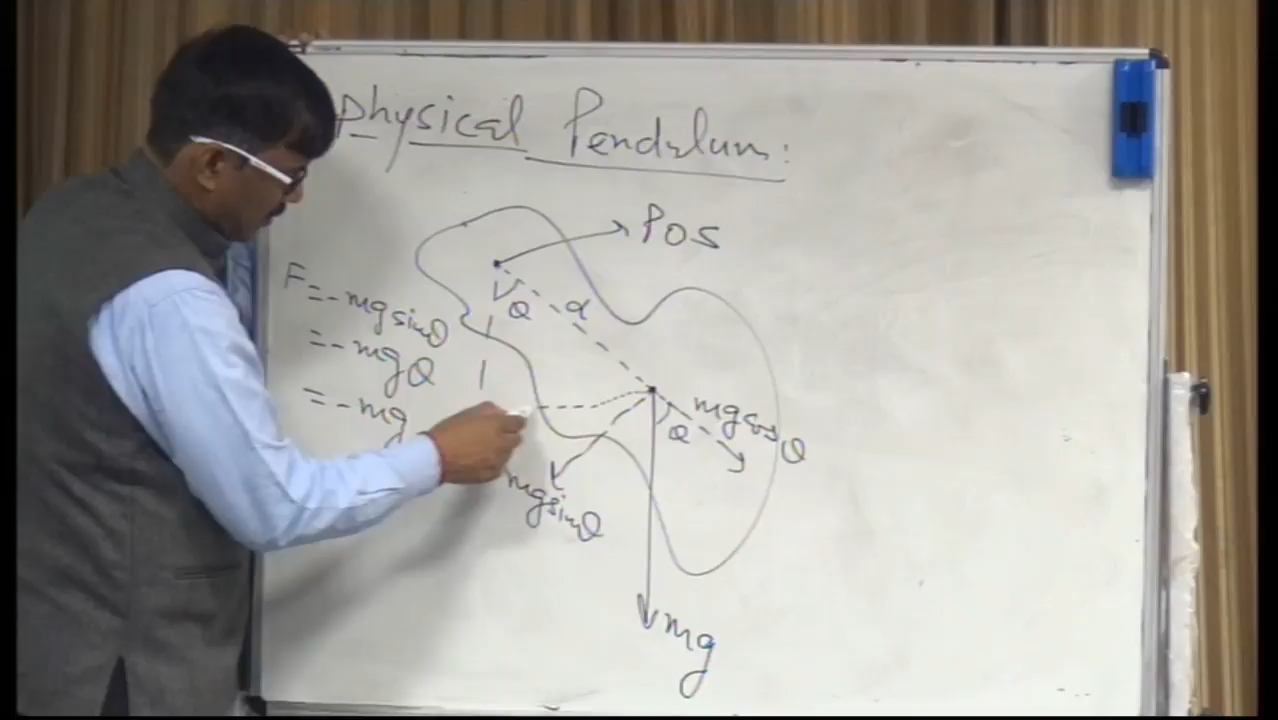 Physical Pendulum:
POS
F = -mg sinθ
= -mgθ
= -mg
θ
d
mg cosθ
θ
mg sinθ
mg